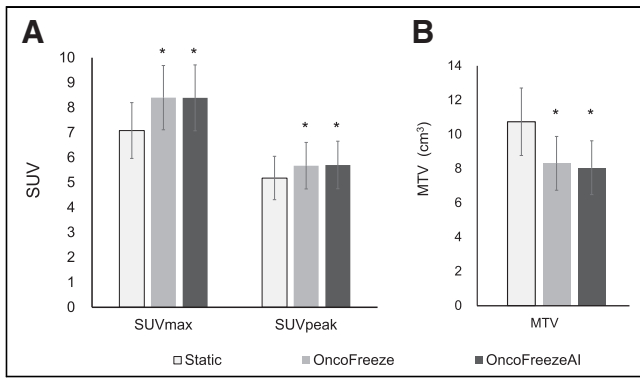 A
B
10
9
8
7
6
5
4
3
2
1
0
SUV
* *
* *
SUVmax
SUVpeak
14
12
10
8
6
4
2
0
MTV (cm³)
* *
MTV
Static
OncoFreeze
OncoFreezeAI